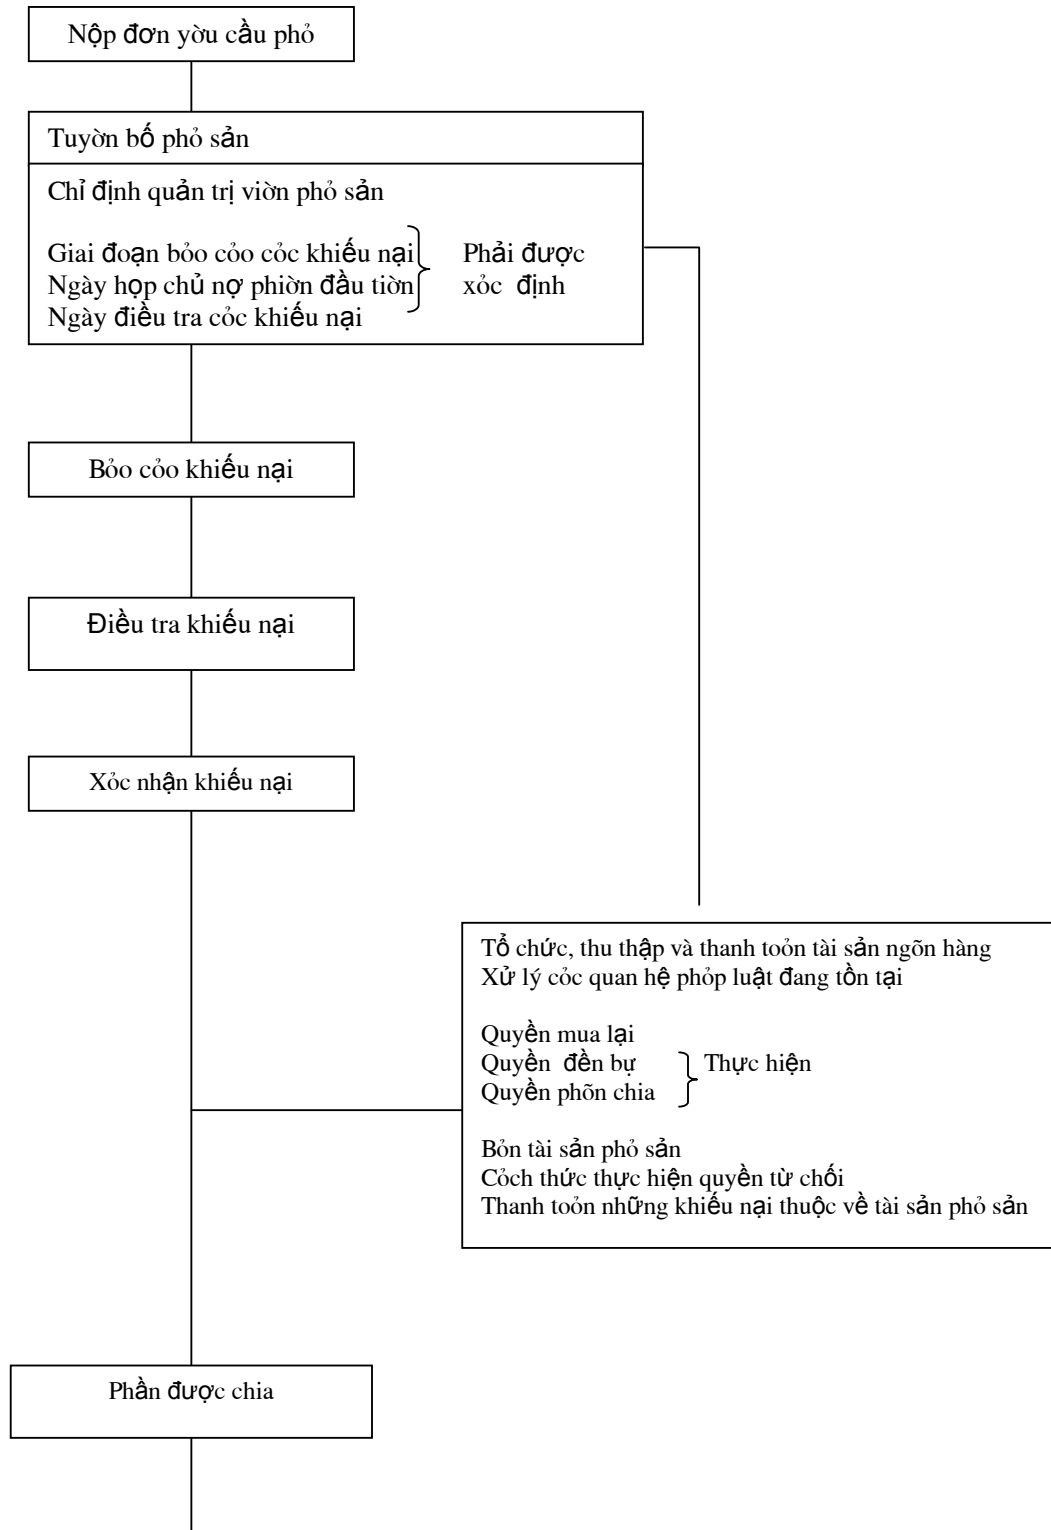 Nộp đơn yờu cầu phỏ
Tuyờn bố phỏ sản
Chỉ định quản trị viờn phỏ sản
Giai đoạn bỏo cỏo cỏc khiếu nại
Ngày họp chủ nợ phiờn đầu tiờn
Ngày điều tra cỏc khiếu nại
Phải được
xỏc định
Bỏo cỏo khiếu nại
Điều tra khiếu nại
Xỏc nhận khiếu nại
Tổ chức, thu thập và thanh toỏn tài sản ngõn hàng
Xử lý cỏc quan hệ phỏp luật đang tồn tại
Quyền mua lại
Quyền đền bự
Quyền phõn chia
Thực hiện
Bỏn tài sản phỏ sản
Cỏch thức thực hiện quyền từ chối
Thanh toỏn những khiếu nại thuộc về tài sản phỏ sản
Phần được chia